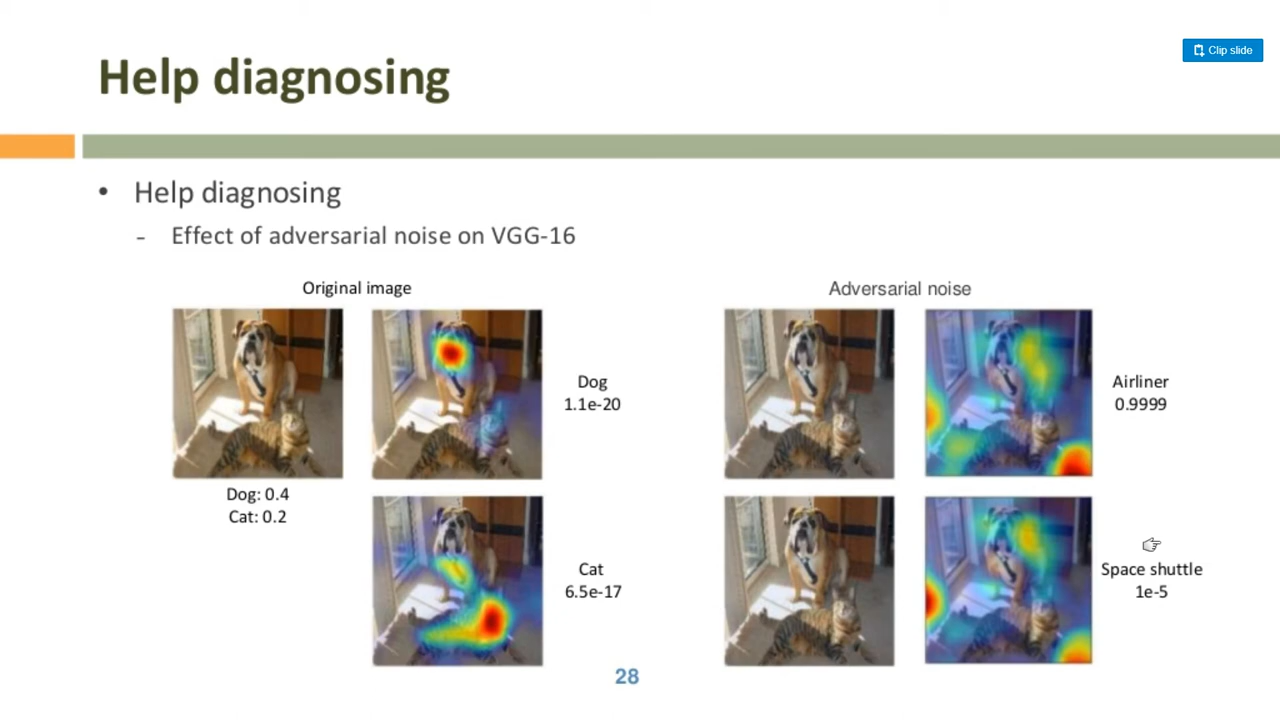 Help diagnosing
Clip slide
• Help diagnosing
- Effect of adversarial noise on VGG-16
Original image
Dog
1.1e-20
Dog: 0.4
Cat: 0.2
Cat
6.5e-17
Adversarial noise
Airliner
0.9999
☞
Space shuttle
1e-5
28